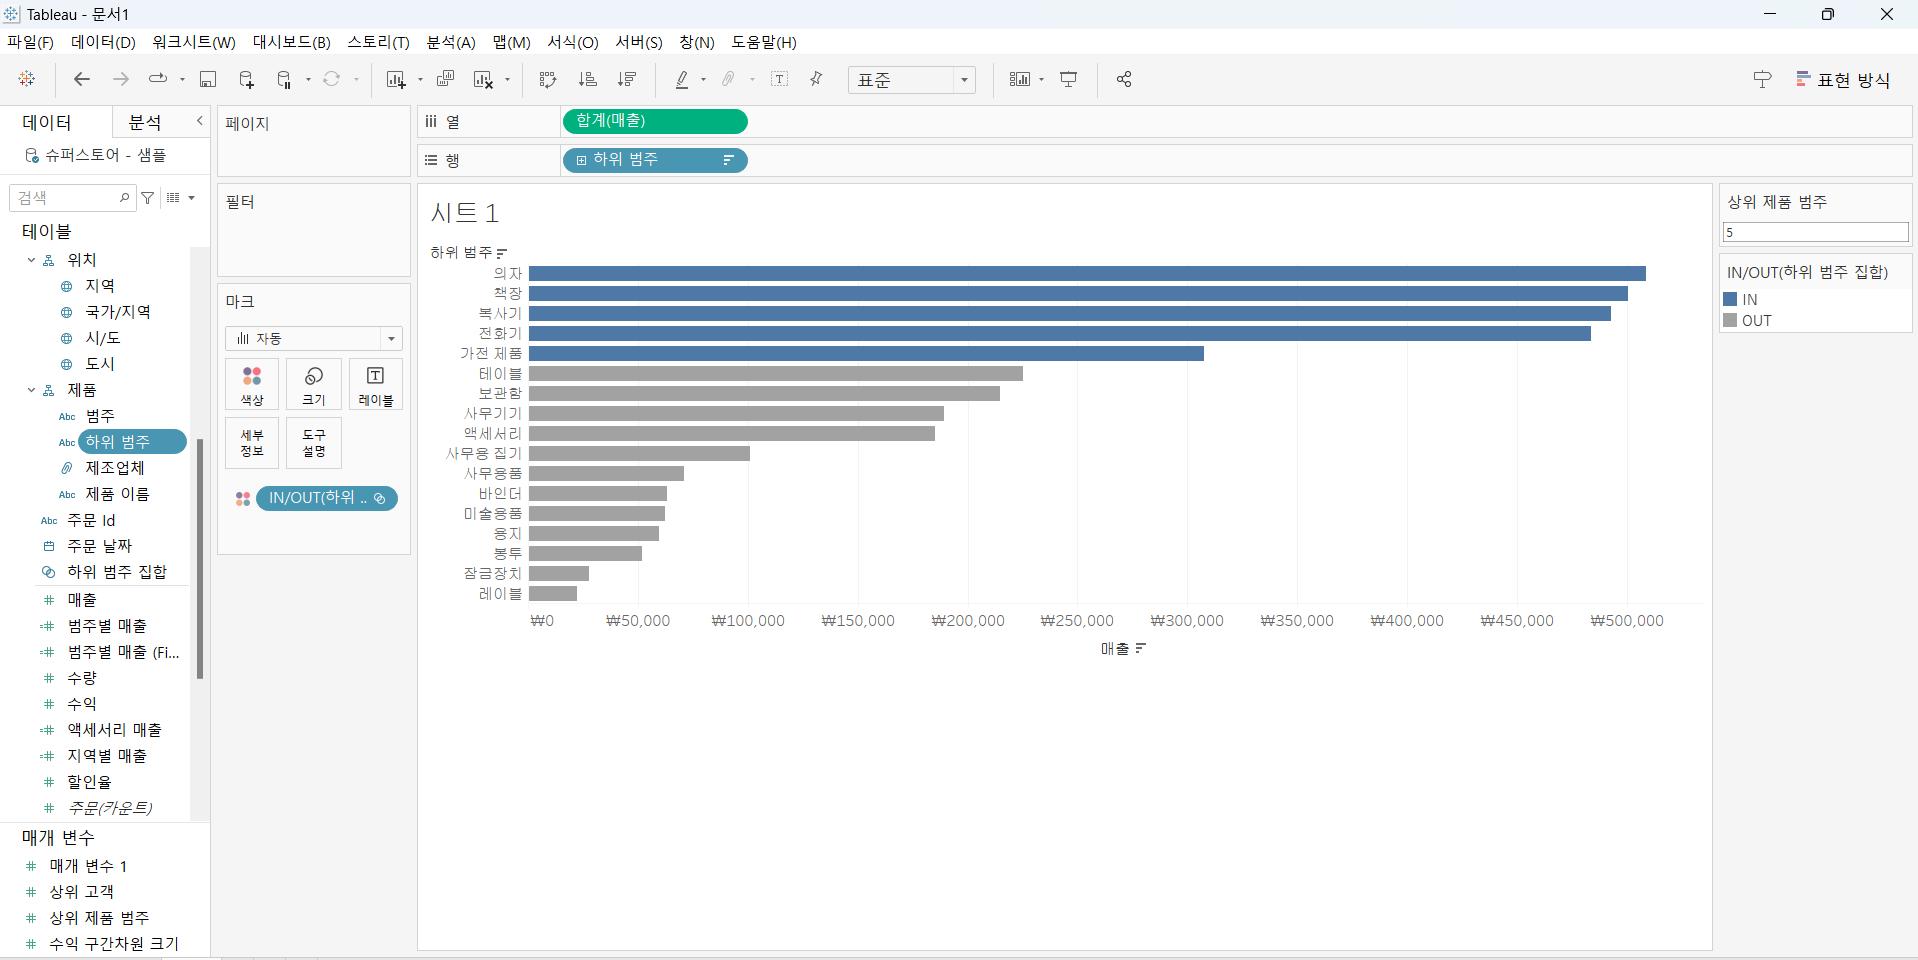 Tableau - 문서1
파일(F) 데이터(D) 워크시트(W) 대시보드(B) 스토리(T) 분석(A) 맵(M) 서식(O) 서버(S) 창(N) 도움말(H)
표준
표현 방식
데이터 분석
슈퍼스토어 - 샘플
검색
테이블
위치
지역
국가/지역
시/도
도시
제품
Abc 범주
Abc 하위 범주
제조업체
Abc 제품 이름
Abc 주문 Id
주문 날짜
하위 범주 집합
매출
범주별 매출
범주별 매출 (Fi...
수량
수익
액세서리 매출
지역별 매출
할인율
주문(카운트)
매개 변수
매개 변수 1
상위 고객
상위 제품 범주
수익 구간차원 크기
페이지
필터
마크
자동
색상
크기
레이블
세부
정보
도구
설명
IN/OUT(하위 ..
열
합계(매출)
행
하위 범주
시트 1
하위 범주
의자
책장
복사기
전화기
가전 제품
테이블
보관함
사무기기
액세서리
사무용 집기
사무용품
바인더
미술용품
용지
봉투
잠금장치
레이블
₩0
₩50,000
₩100,000
₩150,000
₩200,000
₩250,000
₩300,000
₩350,000
₩400,000
₩450,000
₩500,000
매출
상위 제품 범주
5
IN/OUT(하위 범주 집합)
IN
OUT